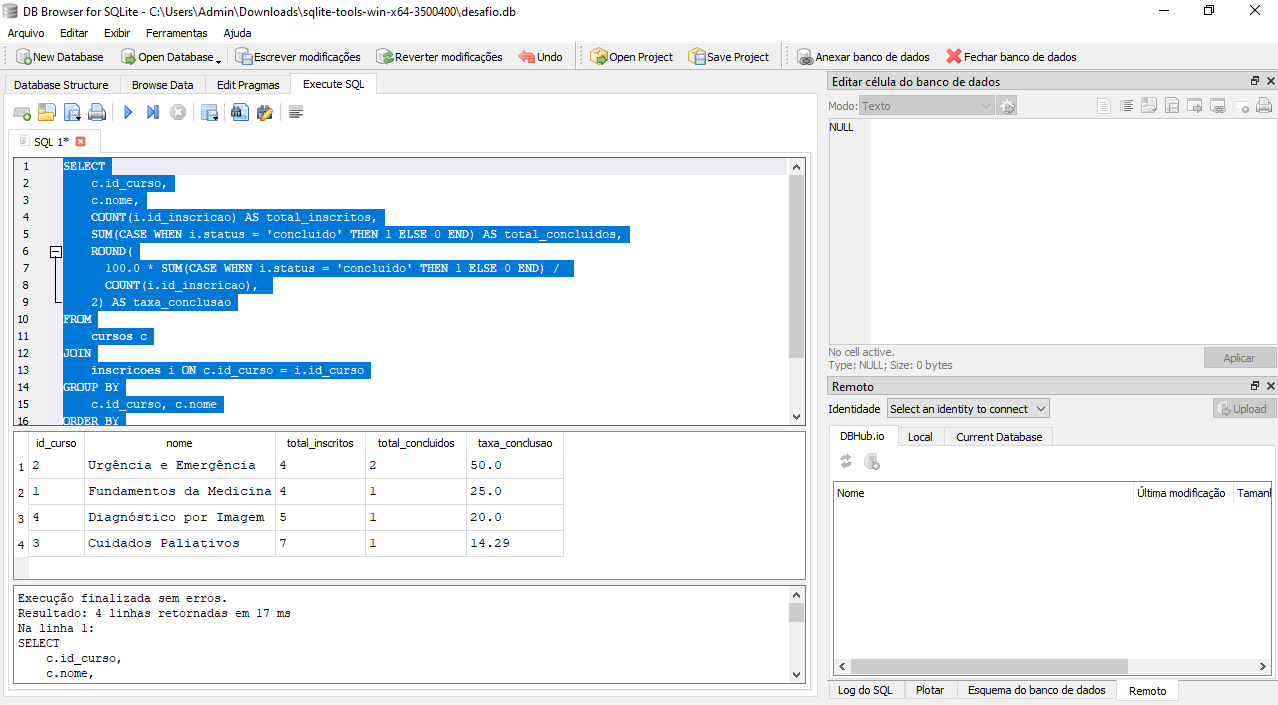 DB Browser for SQLite - C:\Users\Admin\Downloads\sqlite-tools-win-x64-3500400\desafio.db
Arquivo Editar Exibir Ferramentas Ajuda
New Database Open Database Escrever modificações Reverter modificações Undo Open Project Save Project Anexar banco de dados Fechar banco de dados
Database Structure Browse Data Edit Pragmas Execute SQL
SQL 1*
1 SELECT
2 c.id_curso,
3 c.nome,
4 COUNT(i.id_inscricao) AS total_inscritos,
5 SUM(CASE WHEN i.status = 'concluido' THEN 1 ELSE 0 END) AS total_concluidos,
6 ROUND(
7 100.0 * SUM(CASE WHEN i.status = 'concluido' THEN 1 ELSE 0 END) /
8 COUNT(i.id_inscricao),
9 2) AS taxa_conclusao
10 FROM
11 cursos c
12 JOIN
13 inscricoes i ON c.id_curso = i.id_curso
14 GROUP BY
15 c.id_curso, c.nome
16 ORDER BY
id_curso nome total_inscritos total_concluidos taxa_conclusao
1 2 Urgência e Emergência 4 2 50.0
2 1 Fundamentos da Medicina 4 1 25.0
3 4 Diagnóstico por Imagem 5 1 20.0
4 3 Cuidados Paliativos 7 1 14.29
Execução finalizada sem erros.
Resultado: 4 linhas retornadas em 17 ms
Na linha 1:
SELECT
c.id_curso,
c.nome,
Editar célula do banco de dados
Modo: Texto
NULL
No cell active.
Type: NULL; Size: 0 bytes
Aplicar
Remoto
Identidade Select an identity to connect Upload
DBHub.io Local Current Database
Nome Última modificação Tamanl
Log do SQL Plotar Esquema do banco de dados Remoto